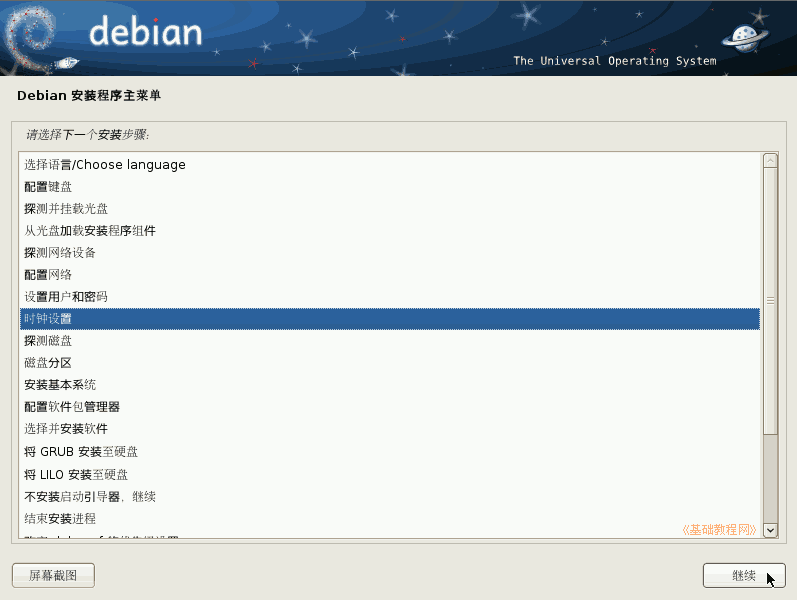 debian
The Universal Operating System
Debian 安装程序主菜单
请选择下一个安装步骤:
选择语言/Choose language
配置键盘
探测并挂载光盘
从光盘加载安装程序组件
探测网络设备
配置网络
设置用户和密码
时钟设置
探测磁盘
磁盘分区
安装基本系统
配置软件包管理器
选择并安装软件
将 GRUB 安装至硬盘
将 LILO 安装至硬盘
不安装启动引导器，继续
结束安装进程
《基础教程网》
屏幕截图
继续